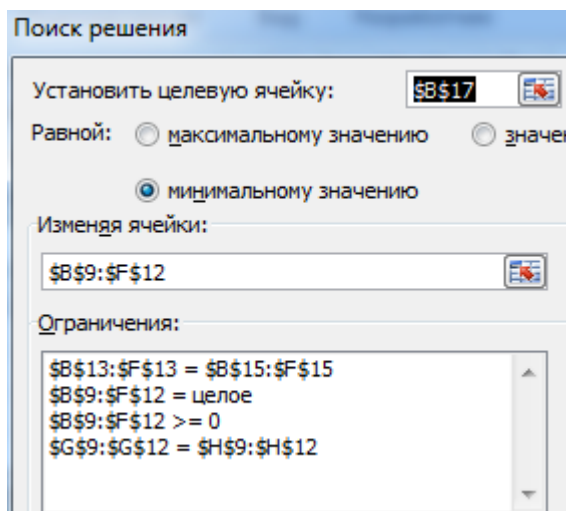 Поиск решения
Установить целевую ячейку: $B$17
Равной: максимальному значению
минимальному значению
Изменяя ячейки:
$B$9:$F$12
Ограничения:
$B$13:$F$13 = $B$15:$F$15
$B$9:$F$12 = целое
$B$9:$F$12 >= 0
$G$9:$G$12 = $H$9:$H$12